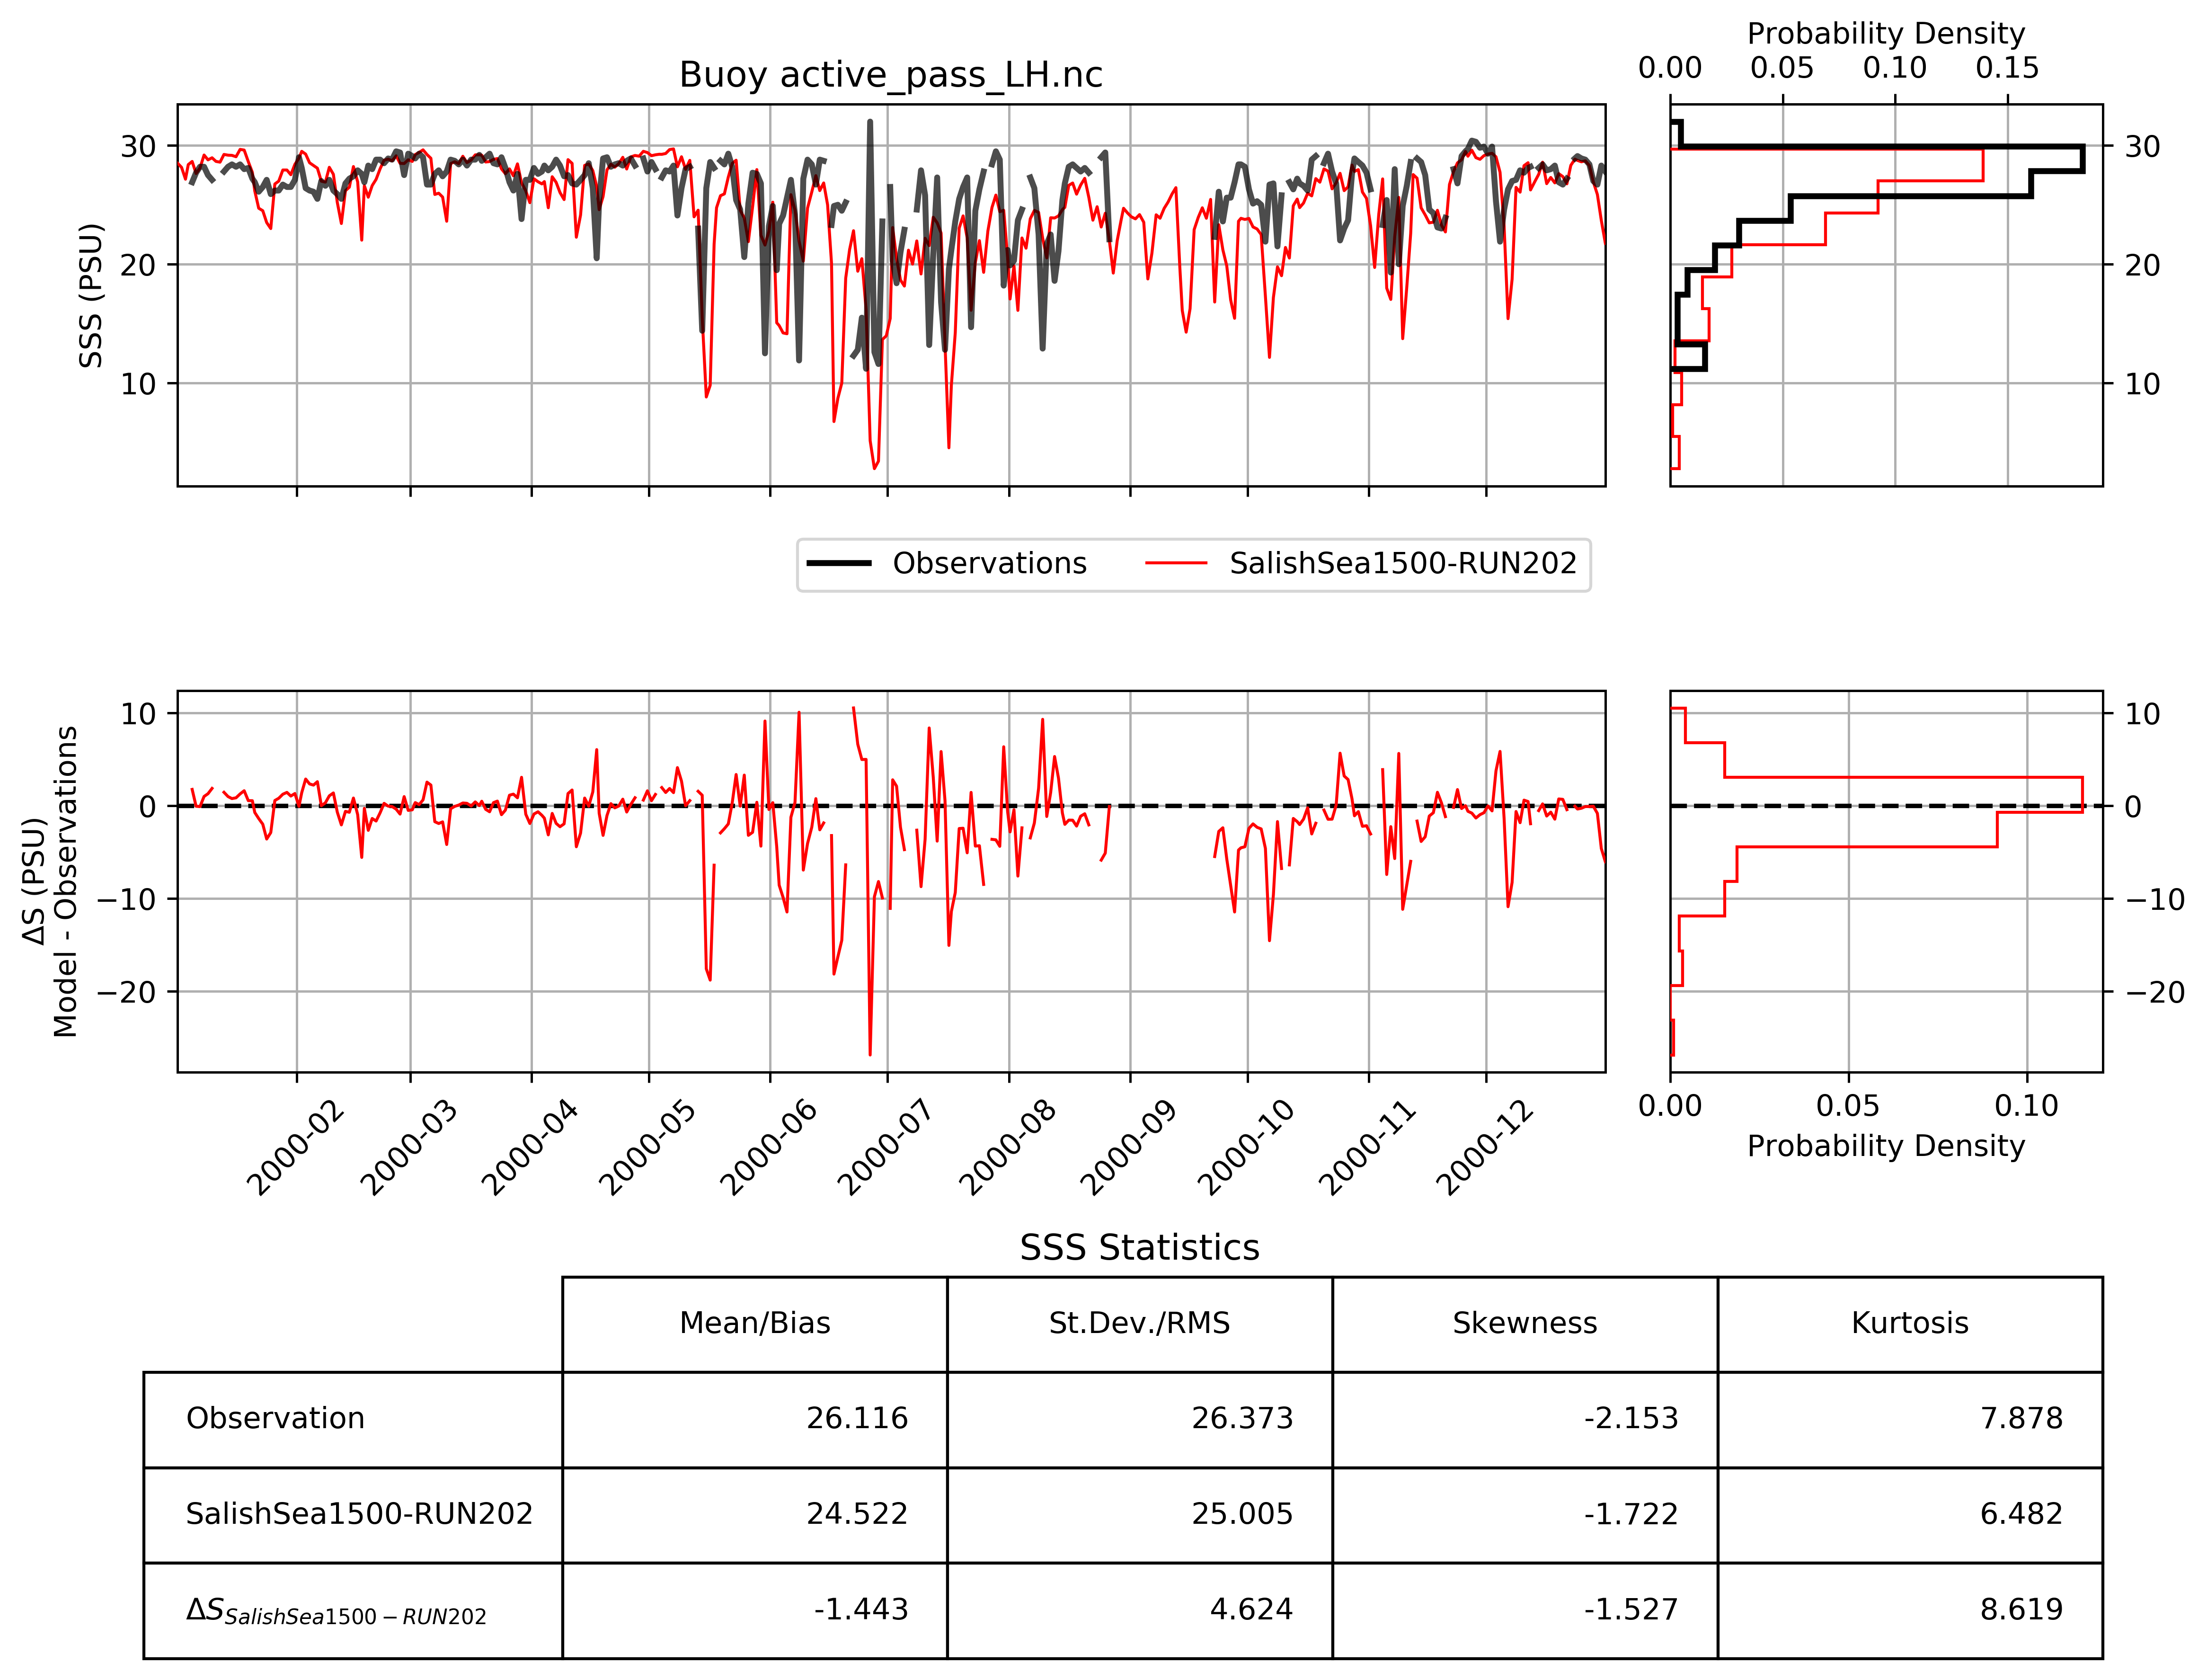 Probability Density
0.00 0.05 0.10 0.15
Buoy active_pass_LH.nc
SSS (PSU)
30
20
10
30
20
10
Observations SalishSea1500-RUN202
ΔS (PSU)
Model - Observations
10
0
−10
−20
10
0
−10
−20
2000-02 2000-03 2000-04 2000-05 2000-06 2000-07 2000-08 2000-09 2000-10 2000-11 2000-12
0.00 0.05 0.10
Probability Density
SSS Statistics
Mean/Bias St.Dev./RMS Skewness Kurtosis
Observation 26.116 26.373 -2.153 7.878
SalishSea1500-RUN202 24.522 25.005 -1.722 6.482
ΔS SalishSea1500−RUN202 -1.443 4.624 -1.527 8.619